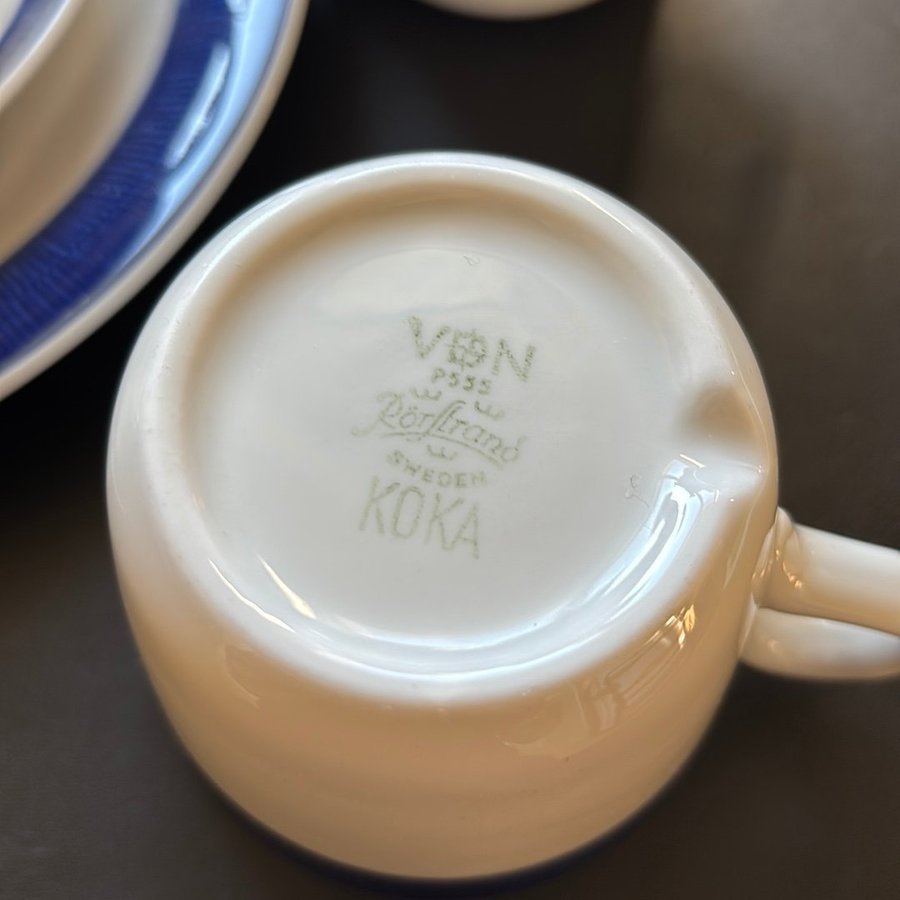 VDN
P555
Rörstrand
SWEDEN
KOKA